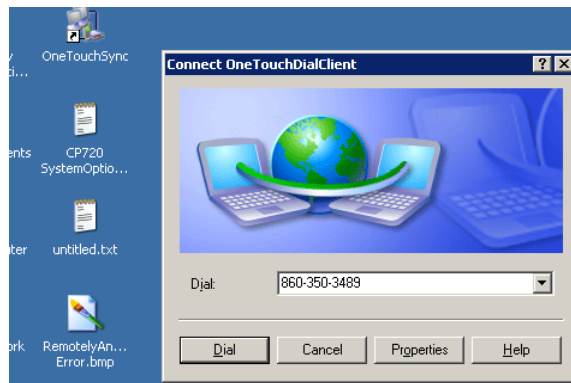 OneTouchSync
ti...
Connect OneTouchDialClient
ents
CP720
SystemOptio...
untitled.txt
Dial:
860-350-3489
Dial
Cancel
Properties
Help
ork
RemotelyAn...
Error.bmp